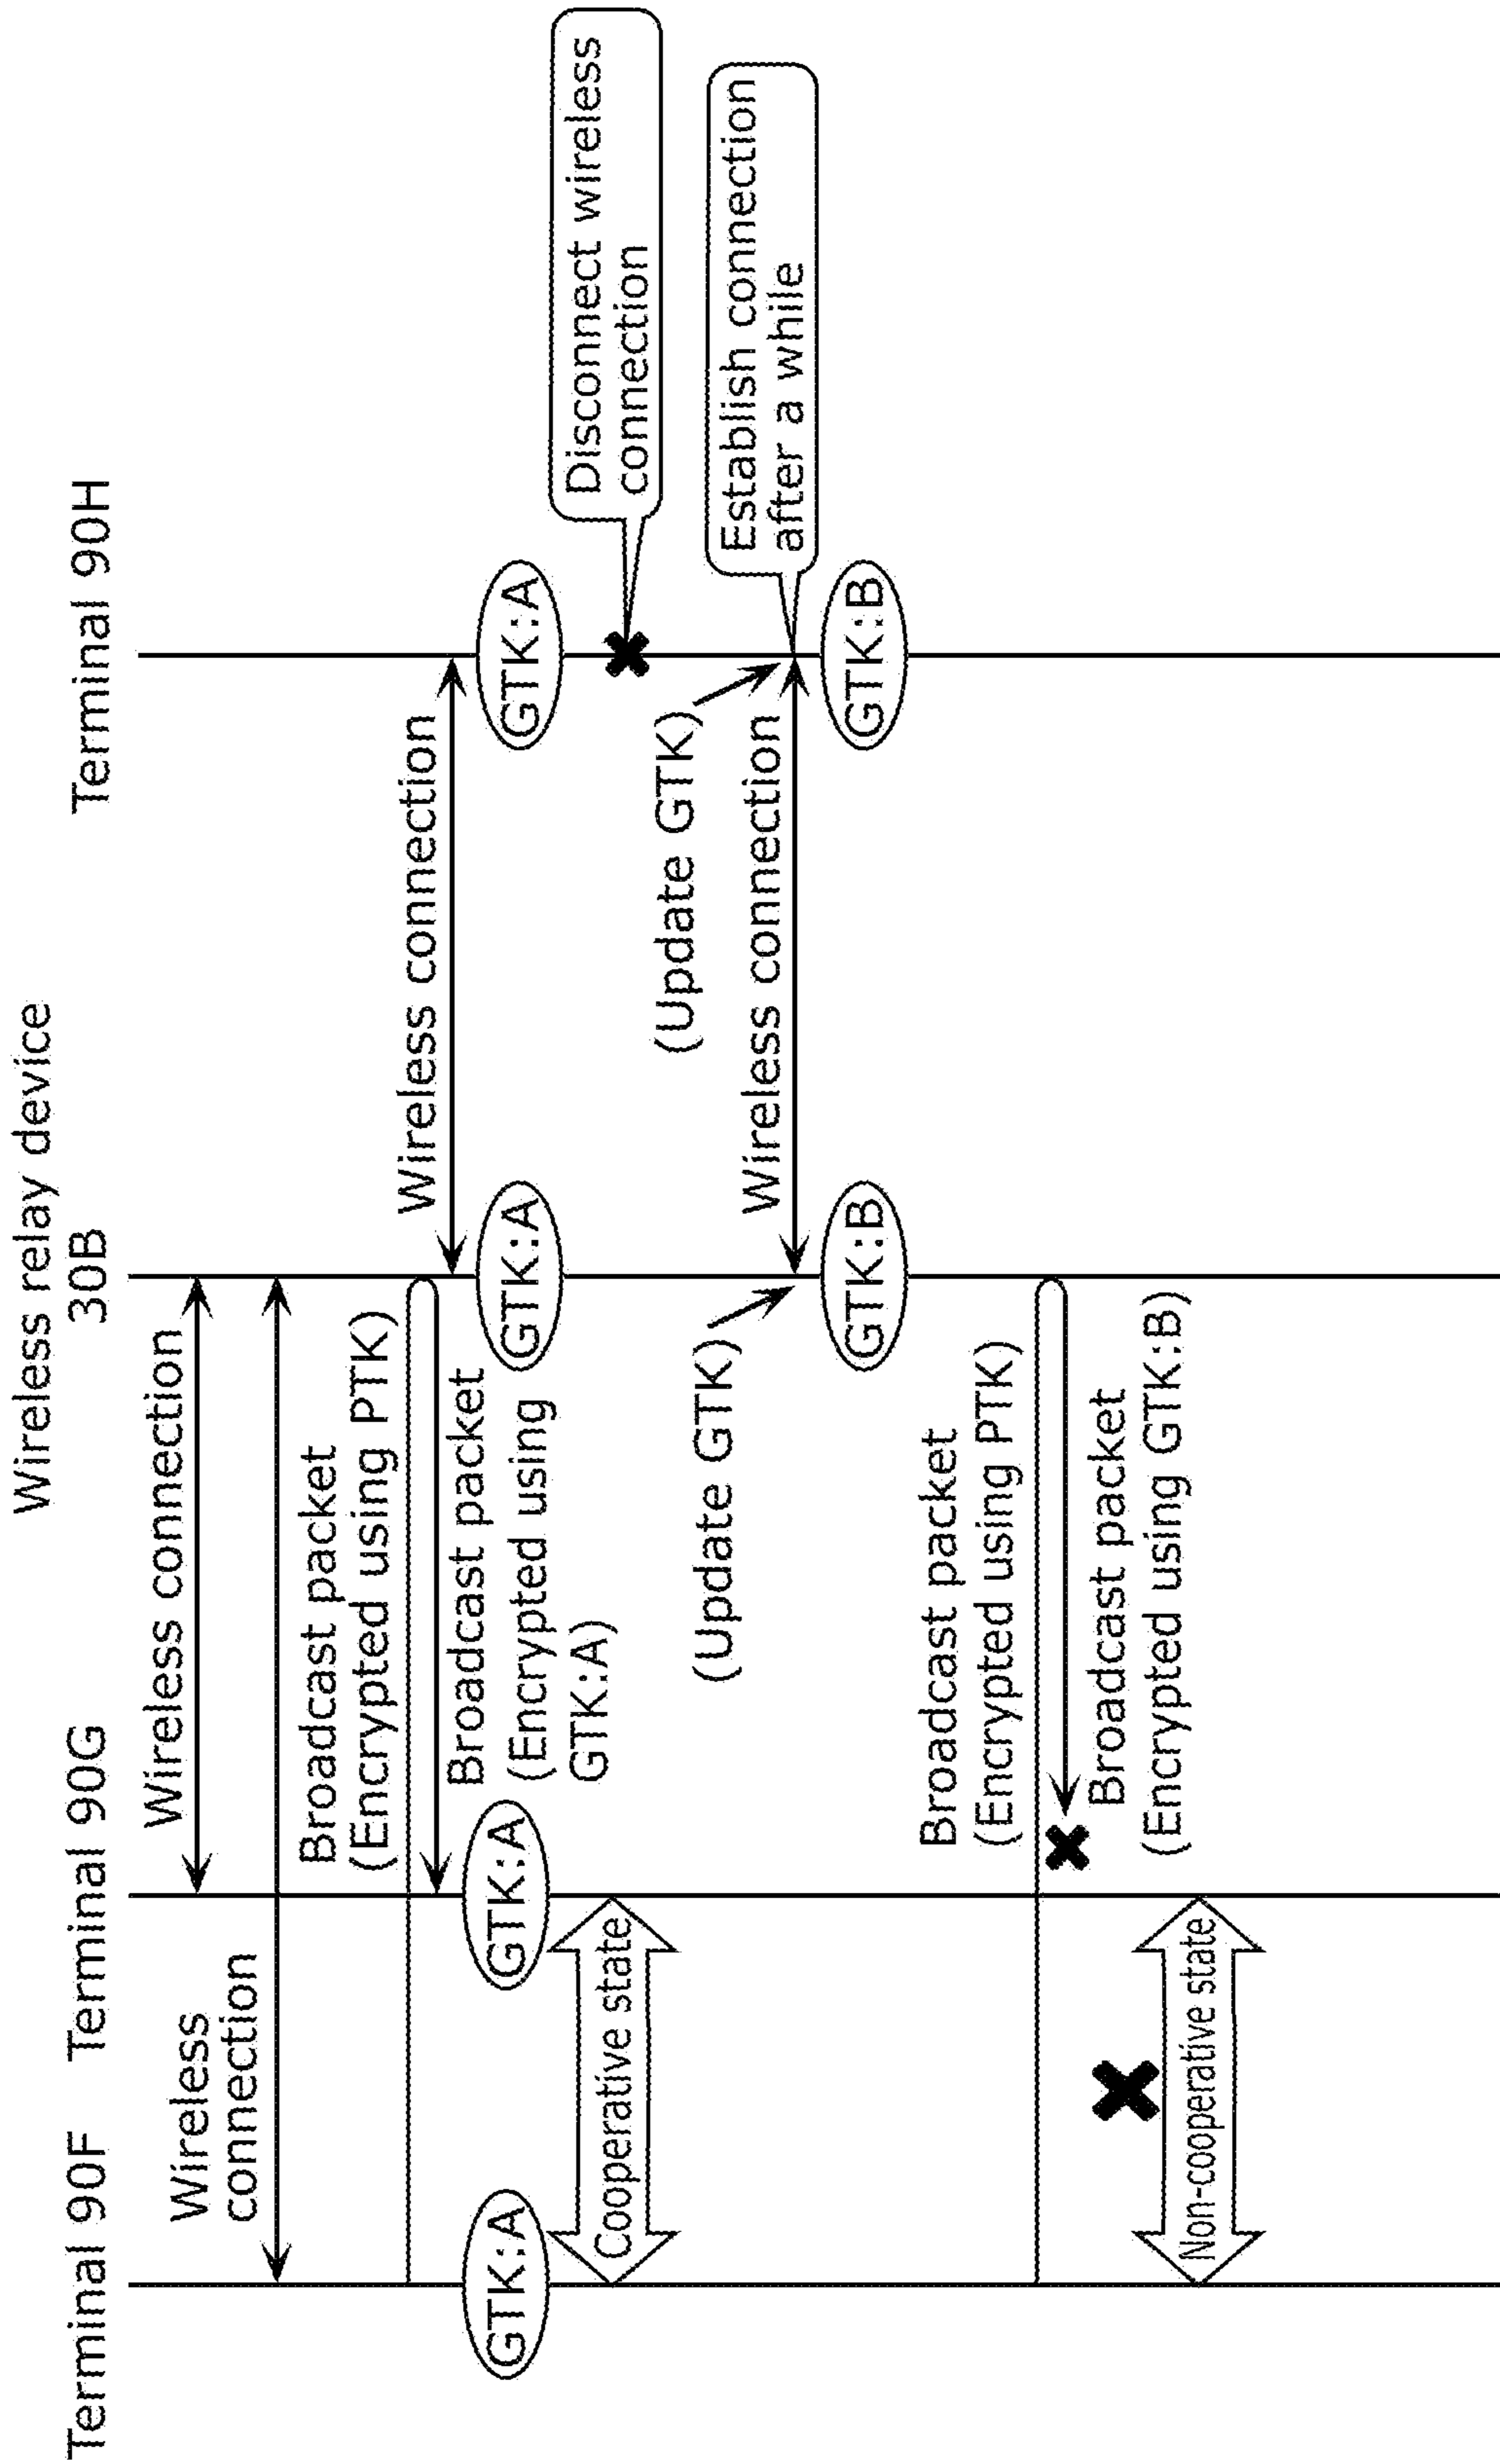 Wireless relay device
Terminal 90F
Terminal 90G
30B
Terminal 90H
Wireless connection
Wireless
connection
Broadcast packet
(Encrypted using PTK)
Wireless connection
Broadcast packet
(Encrypted using
GTK:A)
GTK:A
GTK:A
GTK:A
GTK:A
Cooperative state
Disconnect wireless
connection
(Update GTK)
(Update GTK)
Wireless connection
Establish connection
after a while
GTK:B
GTK:B
Broadcast packet
(Encrypted using PTK)
Broadcast packet
(Encrypted using GTK:B)
Non-cooperative state